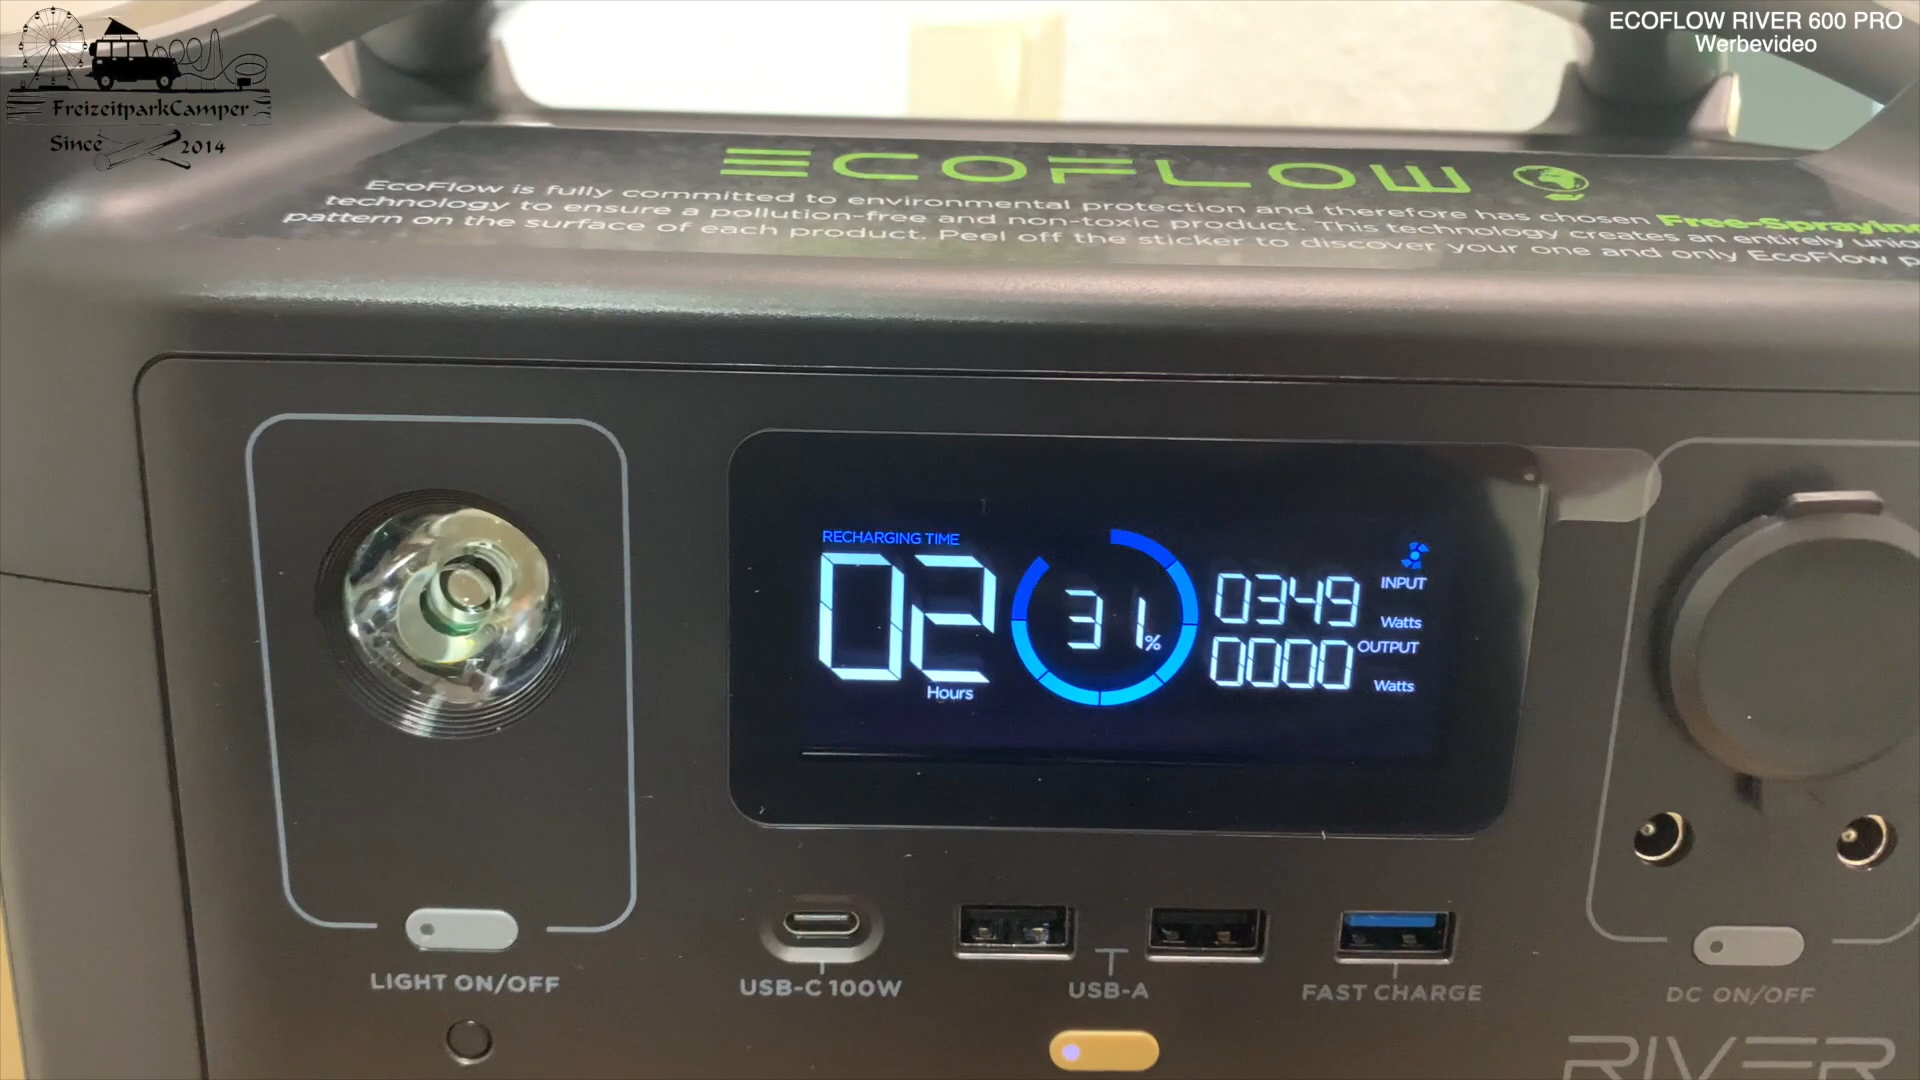 ECOFLOW RIVER 600 PRO
Werbevideo
FreizeitparkCamper
Since 2014
ECOFLOW
EcoFlow is fully committed to environmental protection and therefore has chosen Free-Spraying
technology to ensure a pollution-free and non-toxic product. This technology creates an entirely
pattern on the surface of each product. Peel off the sticker to discover your one and only EcoFlow
RECHARGING TIME
02
Hours
31%
0349
INPUT
Watts
0000
OUTPUT
Watts
LIGHT ON/OFF
USB-C 100W
USB-A
FAST CHARGE
DC ON/OFF
RIVER